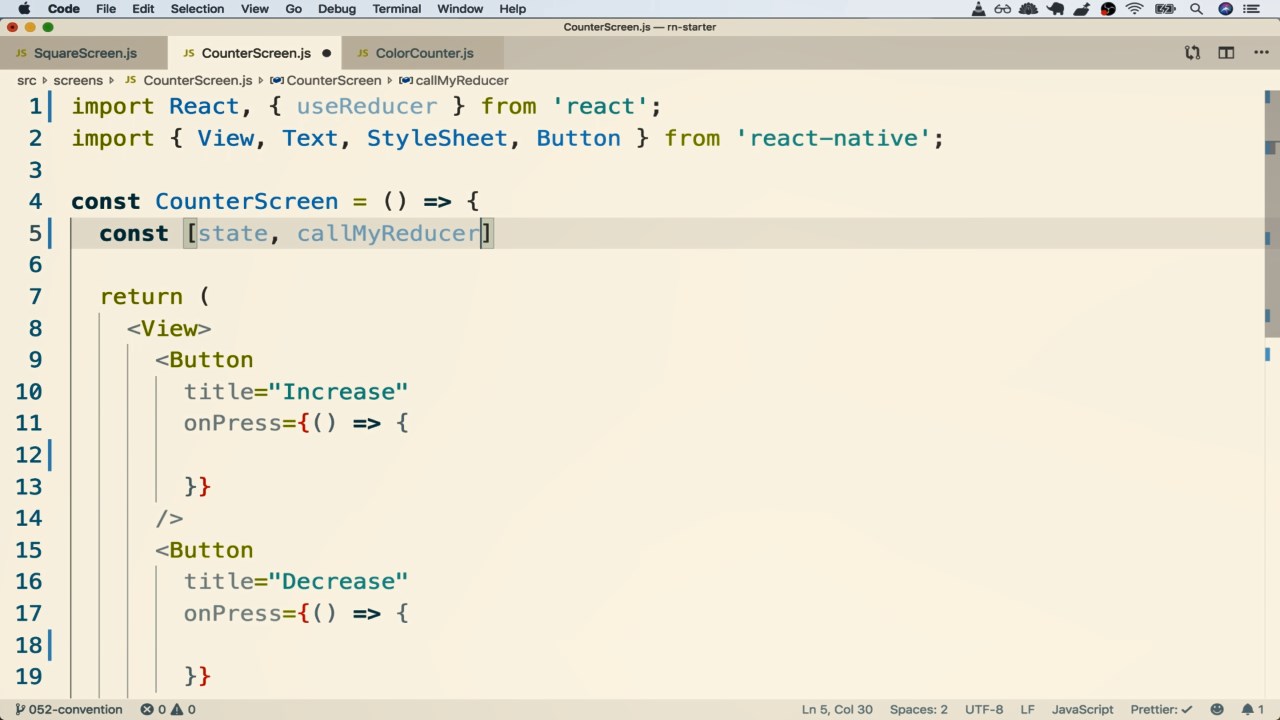 Code File Edit Selection View Go Debug Terminal Window Help
CounterScreen.js — rn-starter
JS SquareScreen.js JS CounterScreen.js JS ColorCounter.js
src screens JS CounterScreen.js CounterScreen callMyReducer
1 import React, { useReducer } from 'react';
2 import { View, Text, StyleSheet, Button } from 'react-native';
3
4 const CounterScreen = () => {
5 const [state, callMyReducer]
6
7 return (
8 <View>
9 <Button
10 title="Increase"
11 onPress={() => {
12
13 }}
14 />
15 <Button
16 title="Decrease"
17 onPress={() => {
18
19 }}
052-convention 0 0 Ln 5, Col 30 Spaces: 2 UTF-8 LF JavaScript Prettier: ✓ 1